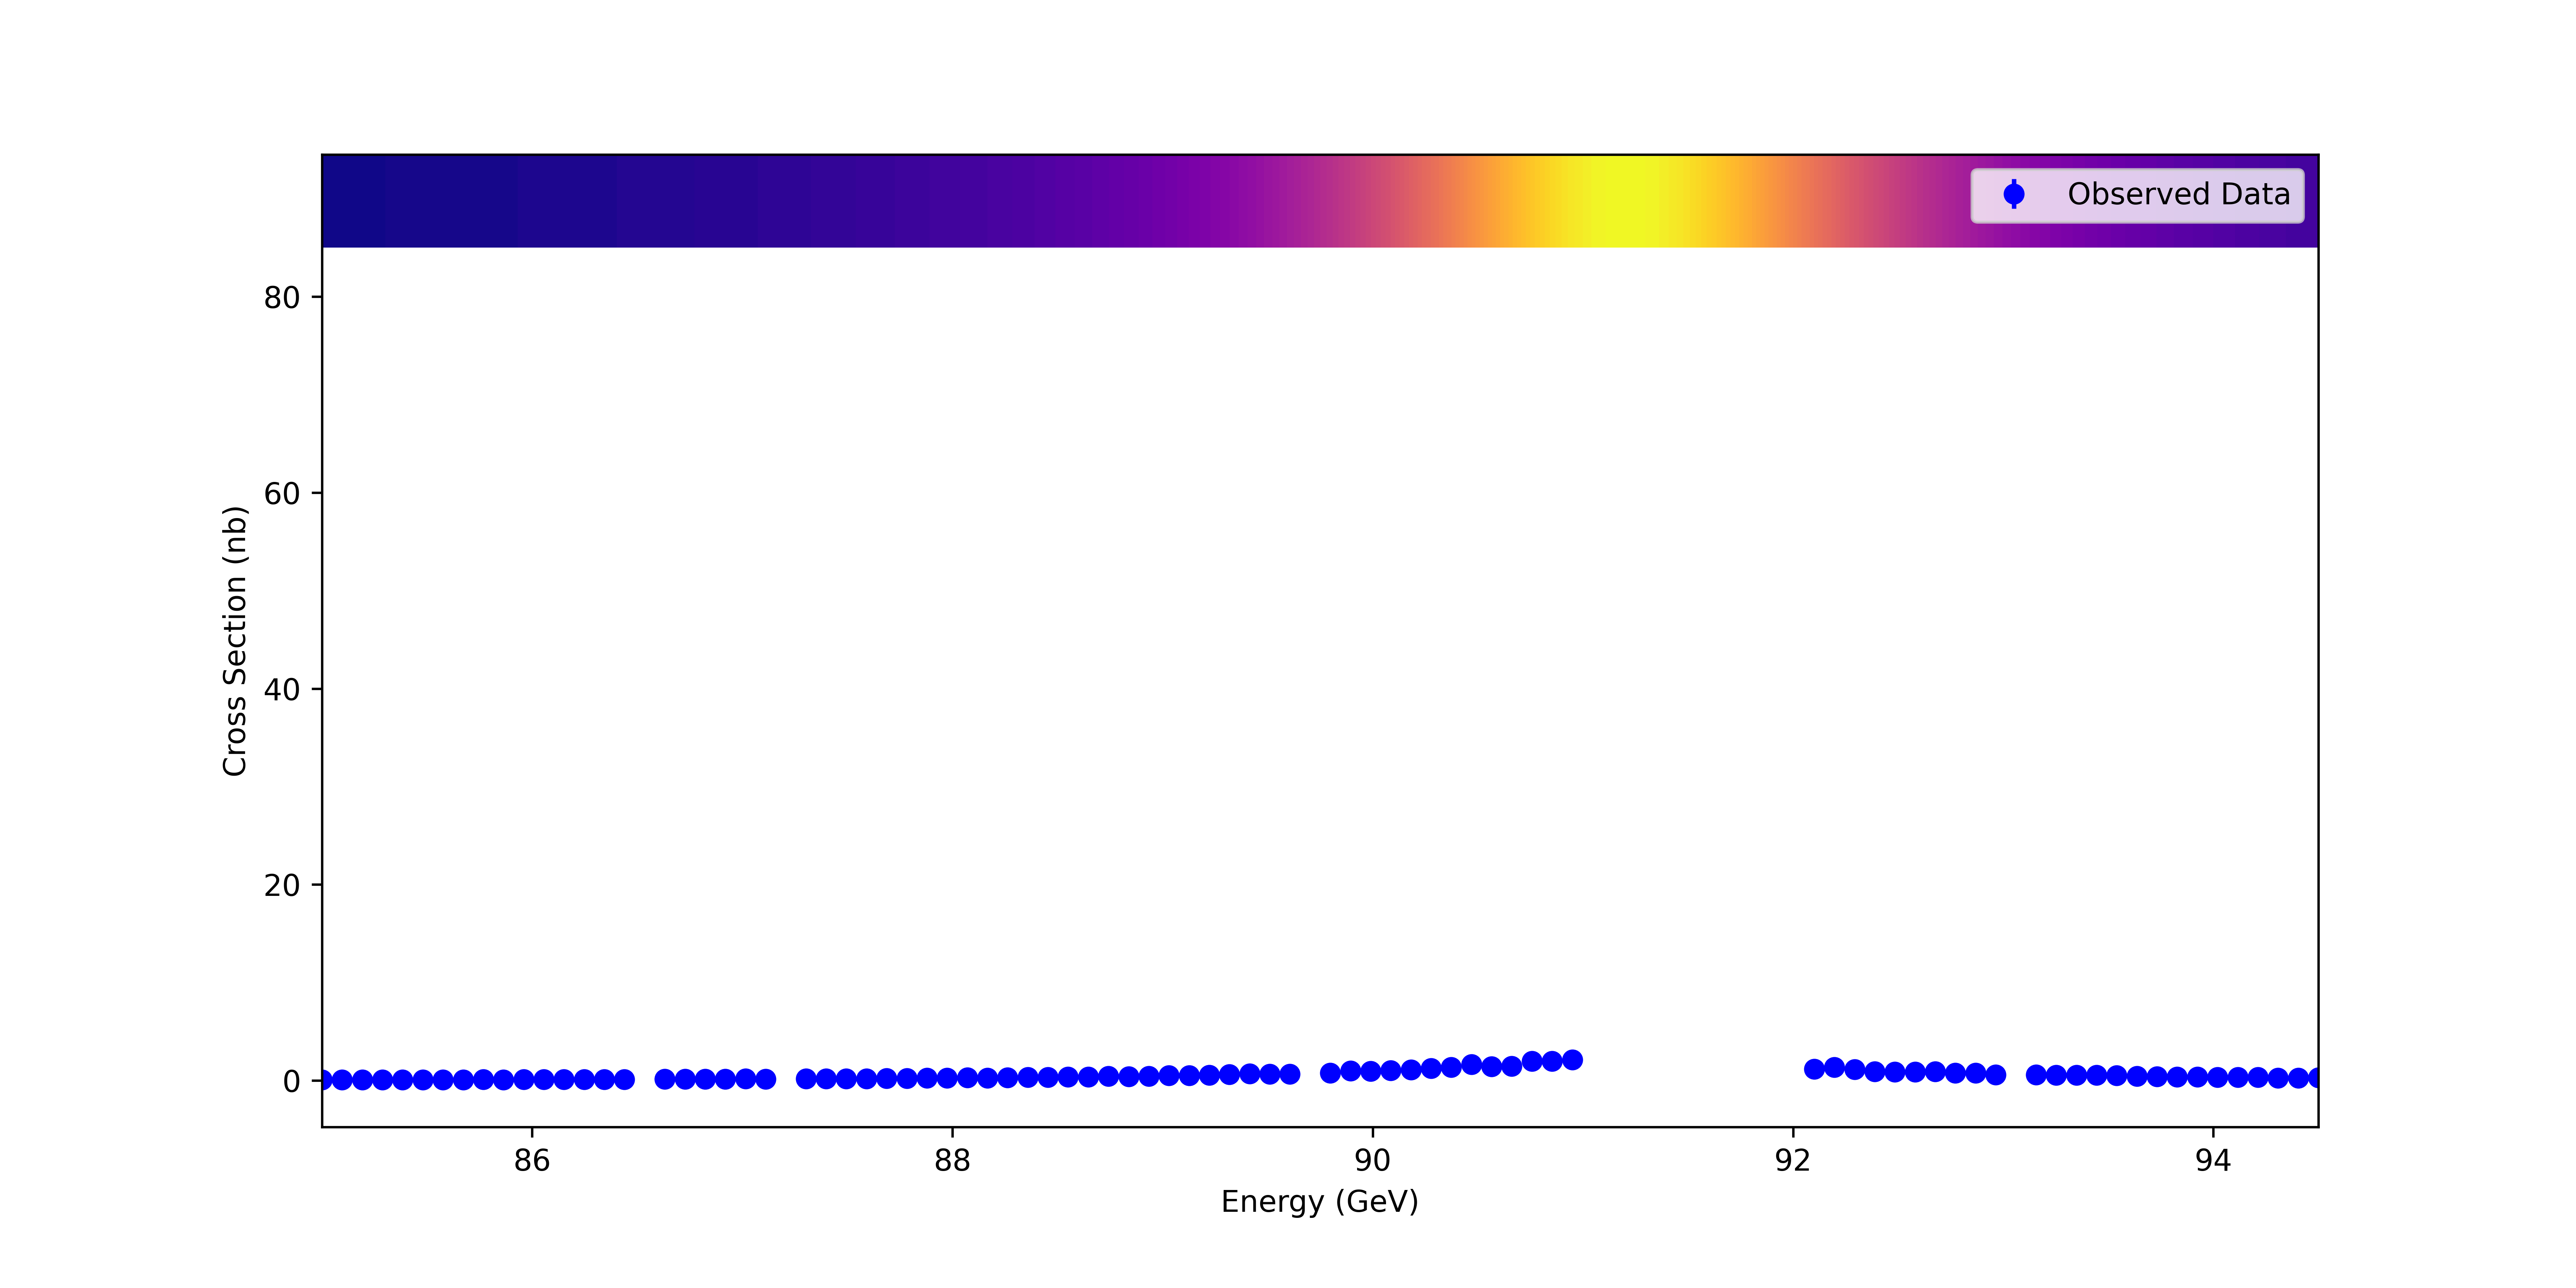 Observed Data
80
60
40
20
0
Cross Section (nb)
86 88 90 92 94
Energy (GeV)